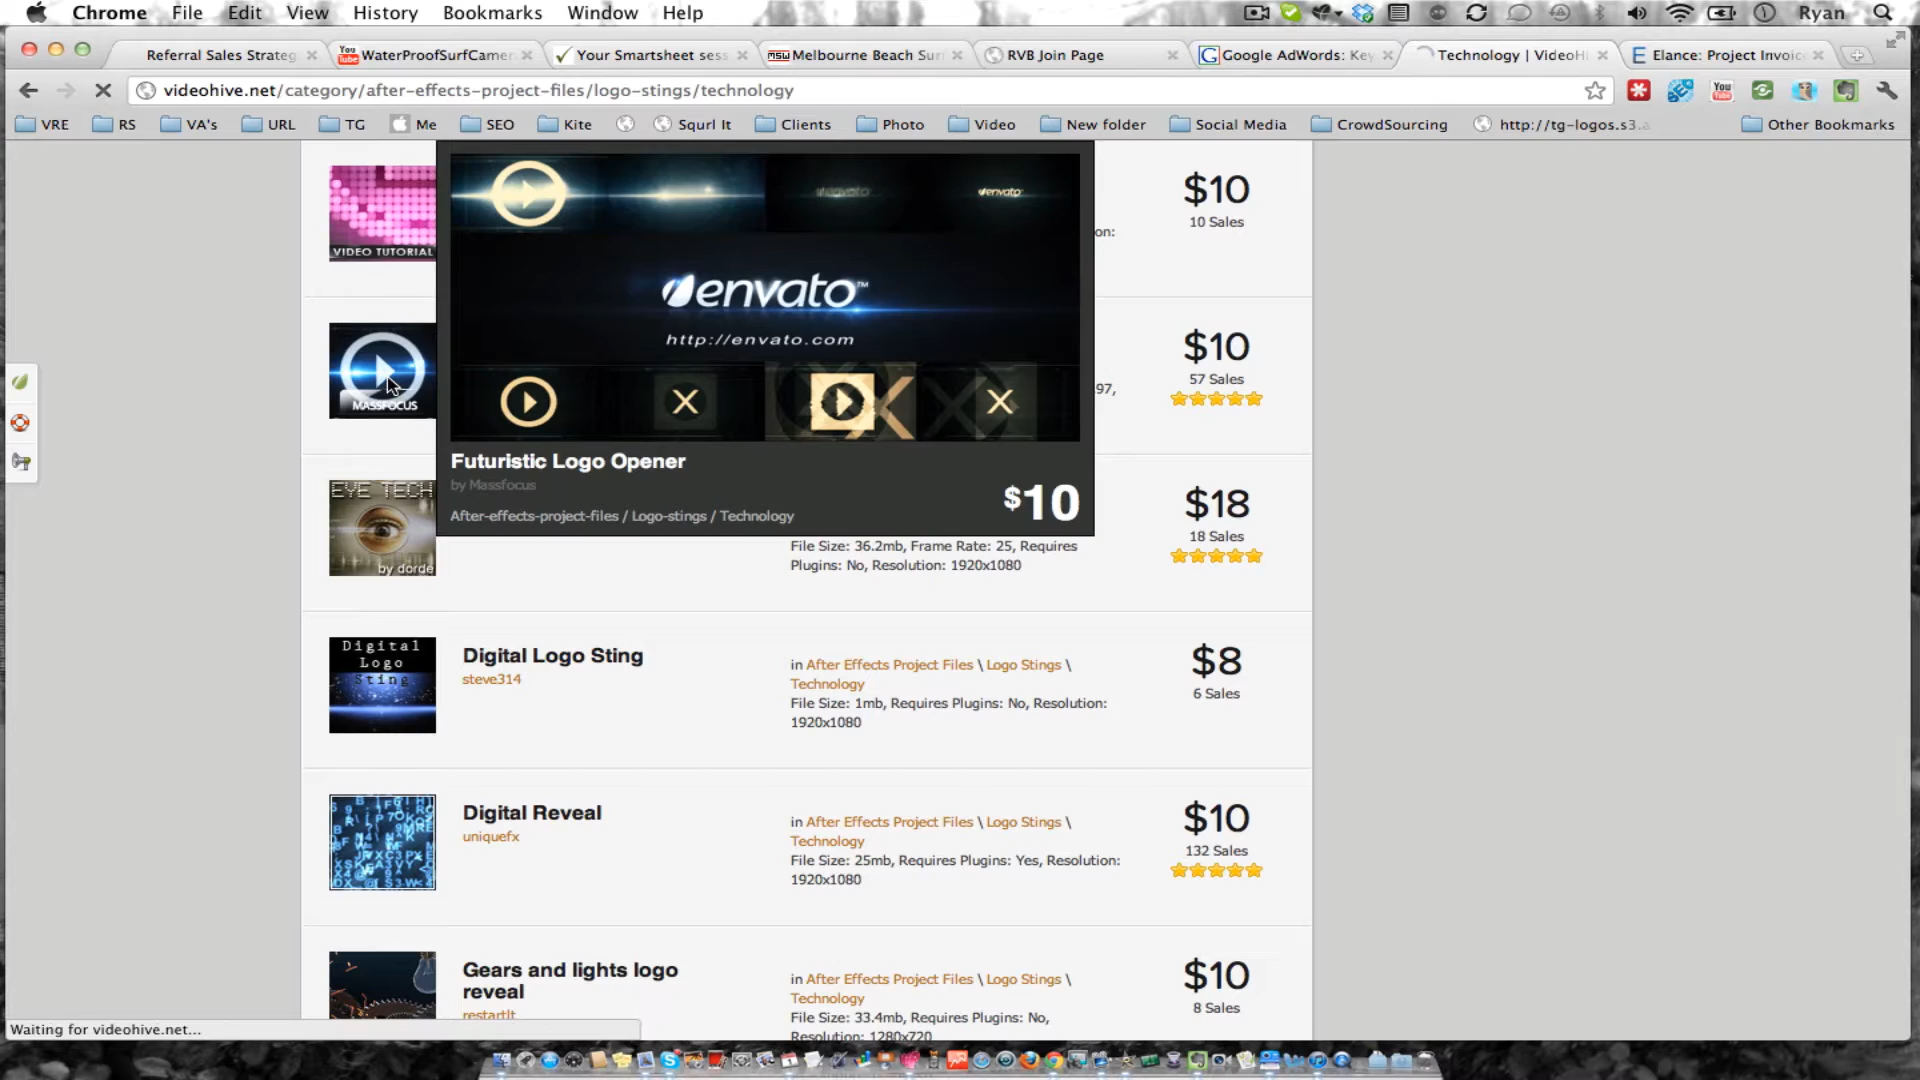 Chrome File Edit View History Bookmarks Window Help Ryan
Referral Sales Strateg WaterProofSurfCamer Your Smartsheet sess Melbourne Beach Sur RVB Join Page Google AdWords: Key Technology | VideoHi Elance: Project Invoic
videohive.net/category/after-effects-project-files/logo-stings/technology
VRE RS VA's URL TG Me SEO Kite Squrl It Clients Photo Video New folder Social Media CrowdSourcing http://tg-logos.s3.a Other Bookmarks
VIDEO TUTORIAL
on:
$10
10 Sales
envato
envato™
http://envato.com
Futuristic Logo Opener
by Massfocus
After-effects-project-files / Logo-stings / Technology
$10
MASSFOCUS
97,
$10
57 Sales
EYE TECH
by dorde
File Size: 36.2mb, Frame Rate: 25, Requires
Plugins: No, Resolution: 1920x1080
$18
18 Sales
Digital
Logo
Sting
Digital Logo Sting
steve314
in After Effects Project Files \ Logo Stings \
Technology
File Size: 1mb, Requires Plugins: No, Resolution:
1920x1080
$8
6 Sales
Digital Reveal
uniquefx
in After Effects Project Files \ Logo Stings \
Technology
File Size: 25mb, Requires Plugins: Yes, Resolution:
1920x1080
$10
132 Sales
Gears and lights logo
reveal
restartlt
in After Effects Project Files \ Logo Stings \
Technology
File Size: 33.4mb, Requires Plugins: No,
Resolution: 1280x720
$10
8 Sales
Waiting for videohive.net...